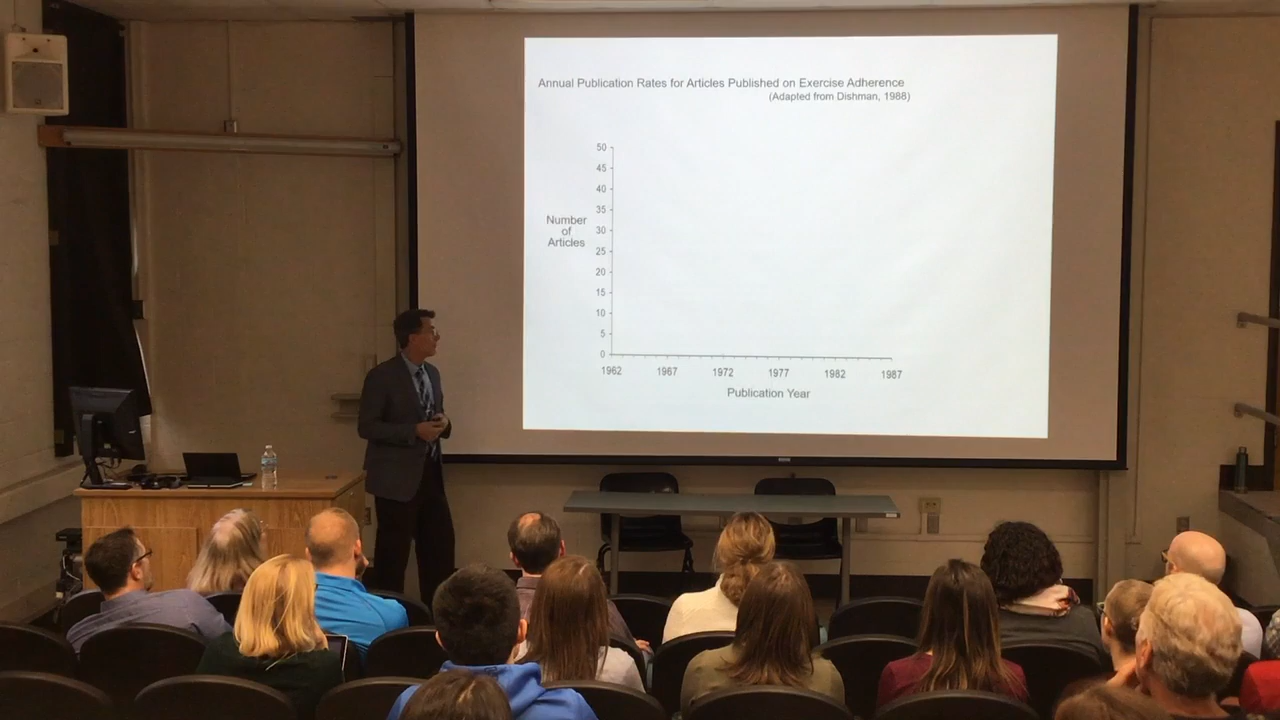 Annual Publication Rates for Articles Published on Exercise Adherence
(Adapted from Dishman, 1988)
50
45
40
35
30
25
20
15
10
5
0
Number
of
Articles
1962 1967 1972 1977 1982 1987
Publication Year